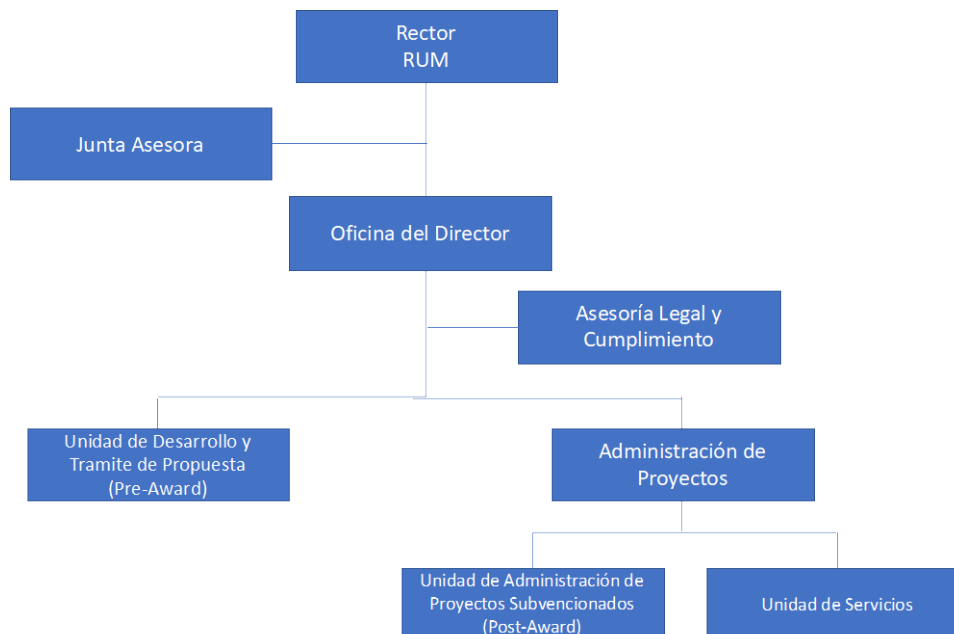 Rector
RUM
Junta Asesora
Oficina del Director
Asesoría Legal y
Cumplimiento
Unidad de Desarrollo y
Tramite de Propuesta
(Pre-Award)
Administración de
Proyectos
Unidad de Administración de
Proyectos Subvencionados
(Post-Award)
Unidad de Servicios